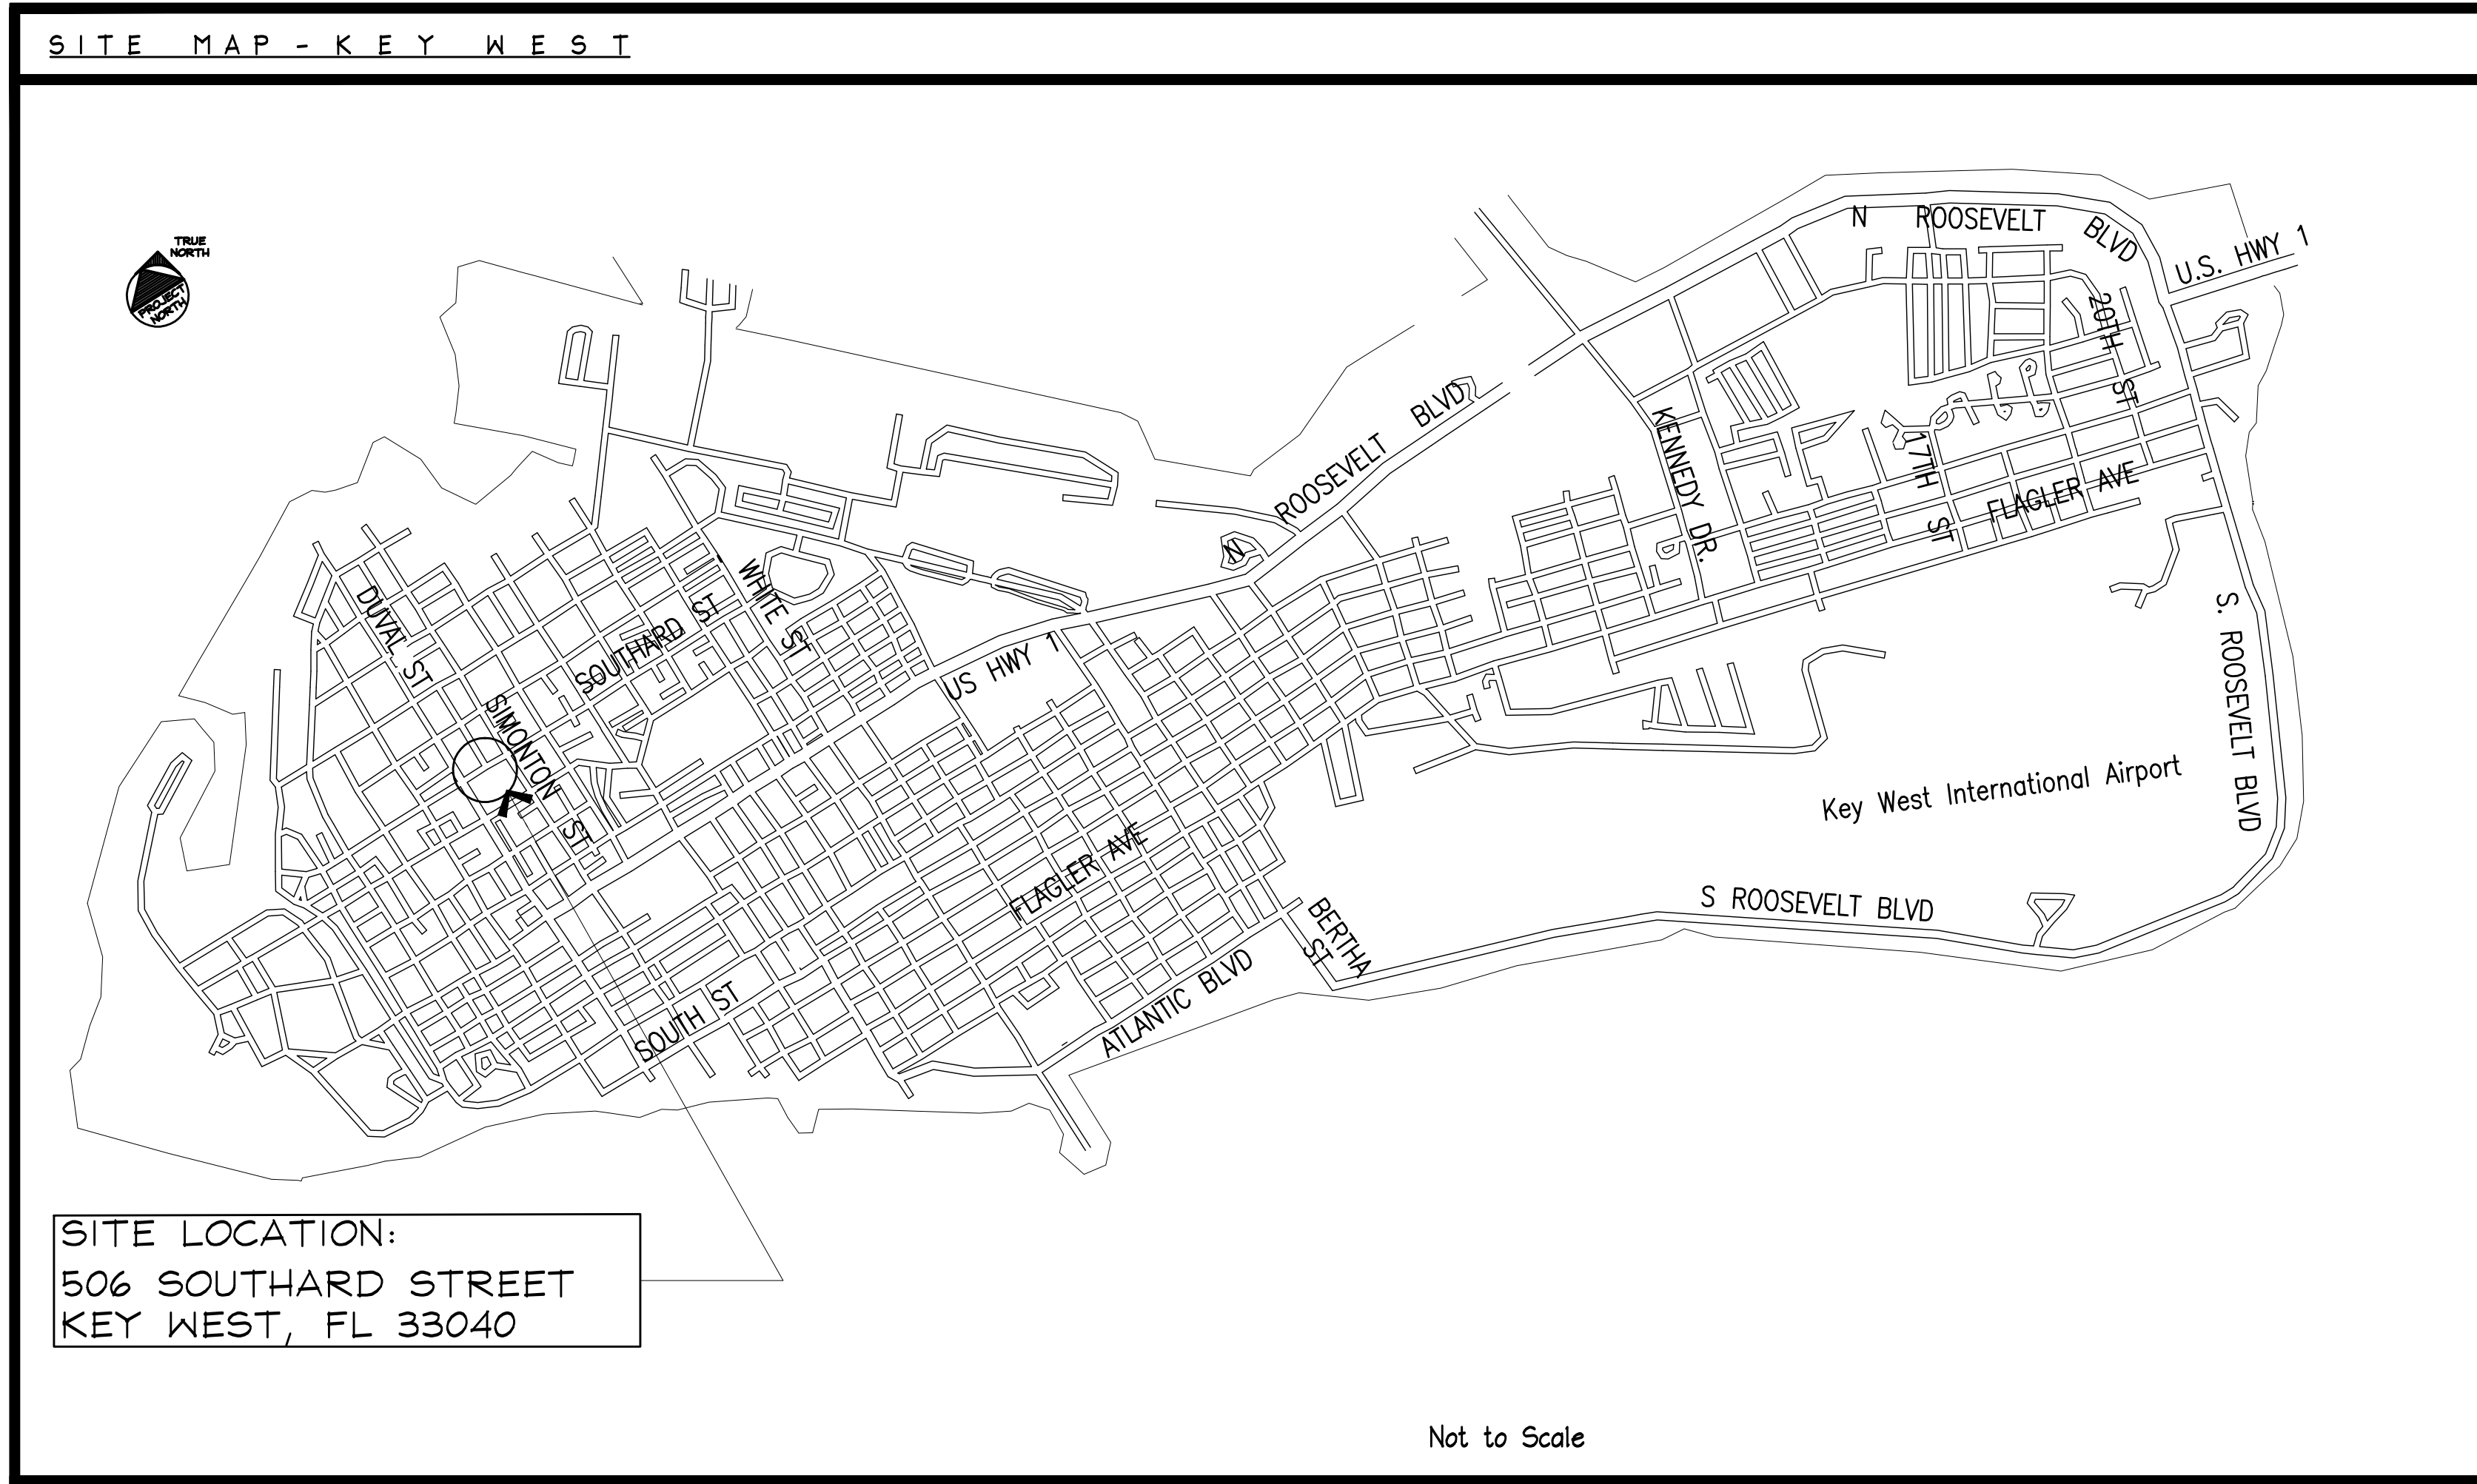 SITE MAP - KEY WEST
TRUE
NORTH
PROJECT
NORTH
N ROOSEVELT BLVD
U.S. HWY 1
20TH ST
N ROOSEVELT BLVD
KENNEDY DR.
17TH ST
FLAGLER AVE
WHITE ST
DUVAL ST
SOUTHARD ST
US HWY 1
S. ROOSEVELT BLVD
SIMONTON ST
Key West International Airport
FLAGLER AVE
S ROOSEVELT BLVD
BERTHA ST
ATLANTIC BLVD
SOUTH ST
SITE LOCATION:
506 SOUTHARD STREET
KEY WEST, FL 33040
Not to Scale